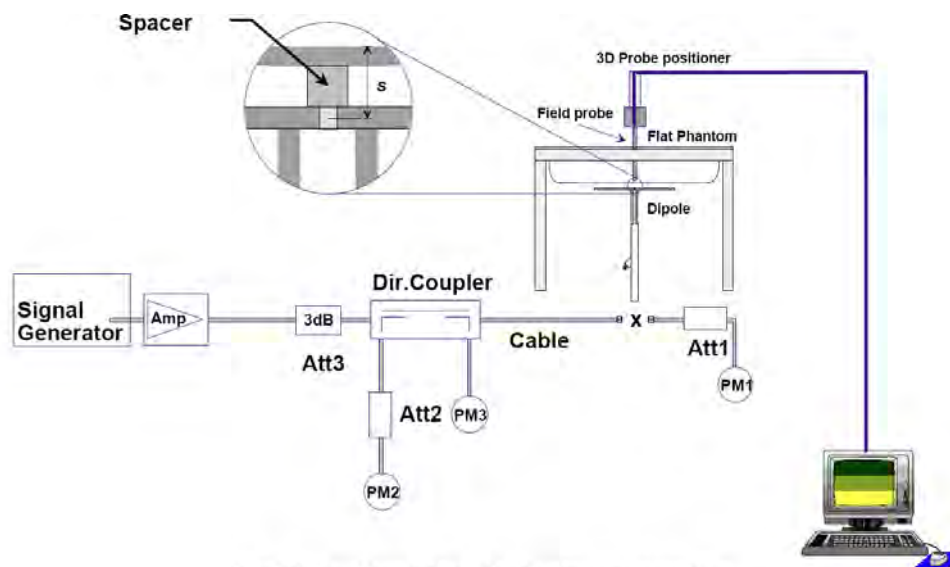 Spacer
s
3D Probe positioner
Field probe
Flat Phantom
Dipole
Signal
Generator
Amp
3dB
Att3
Dir.Coupler
Cable
x
Att1
PM1
Att2
PM3
PM2